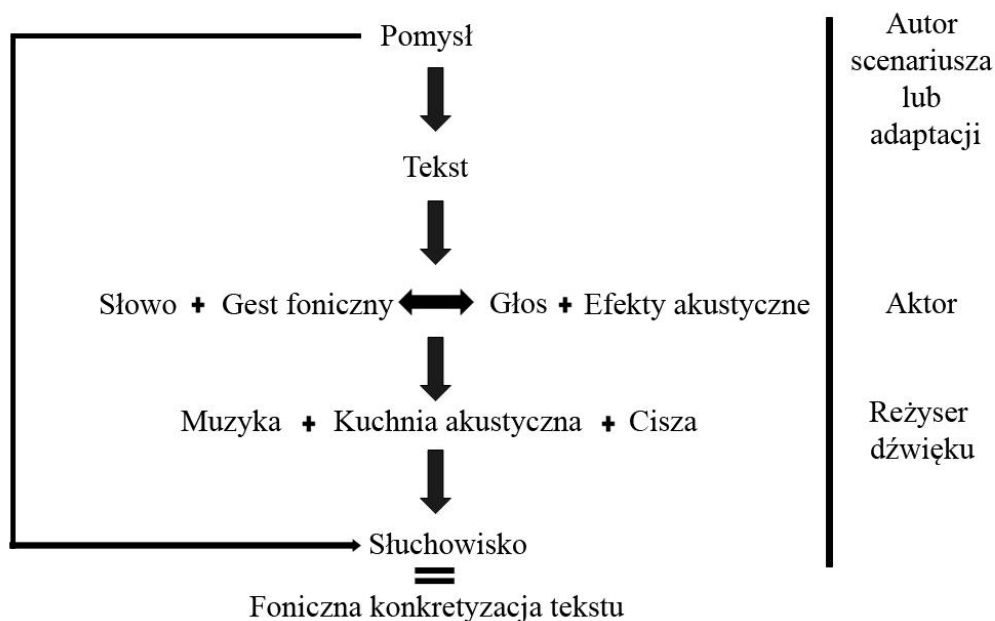 Pomysł
Autor
scenariusza
lub
adaptacji
Tekst
Słowo + Gest foniczny Głos + Efekty akustyczne
Aktor
Muzyka + Kuchnia akustyczna + Cisza
Reżyser
dźwięku
Słuchowisko
=
Foniczna konkretyzacja tekstu